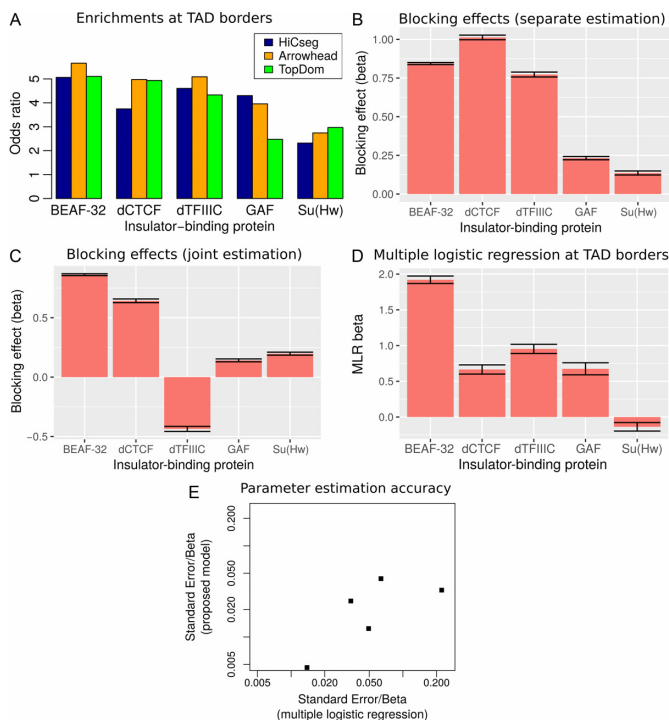 A Enrichments at TAD borders
HiCseg
Arrowhead
TopDom
Odds ratio
0 1 2 3 4 5
BEAF-32 dCTCF dTFIIIC GAF Su(Hw)
Insulator−binding protein
B Blocking effects (separate estimation)
Blocking effect (beta)
1.00
0.75
0.50
0.25
0.00
BEAF-32 dCTCF dTFIIIC GAF Su(Hw)
Insulator-binding protein
C Blocking effects (joint estimation)
Blocking effect (beta)
0.5
0.0
−0.5
BEAF-32 dCTCF dTFIIIC GAF Su(Hw)
Insulator-binding protein
D Multiple logistic regression at TAD borders
MLR beta
2.0
1.5
1.0
0.5
0.0
BEAF-32 dCTCF dTFIIIC GAF Su(Hw)
Insulator-binding protein
E Parameter estimation accuracy
Standard Error/Beta
(proposed model)
0.005 0.020 0.050 0.200
0.005 0.020 0.050 0.200
Standard Error/Beta
(multiple logistic regression)